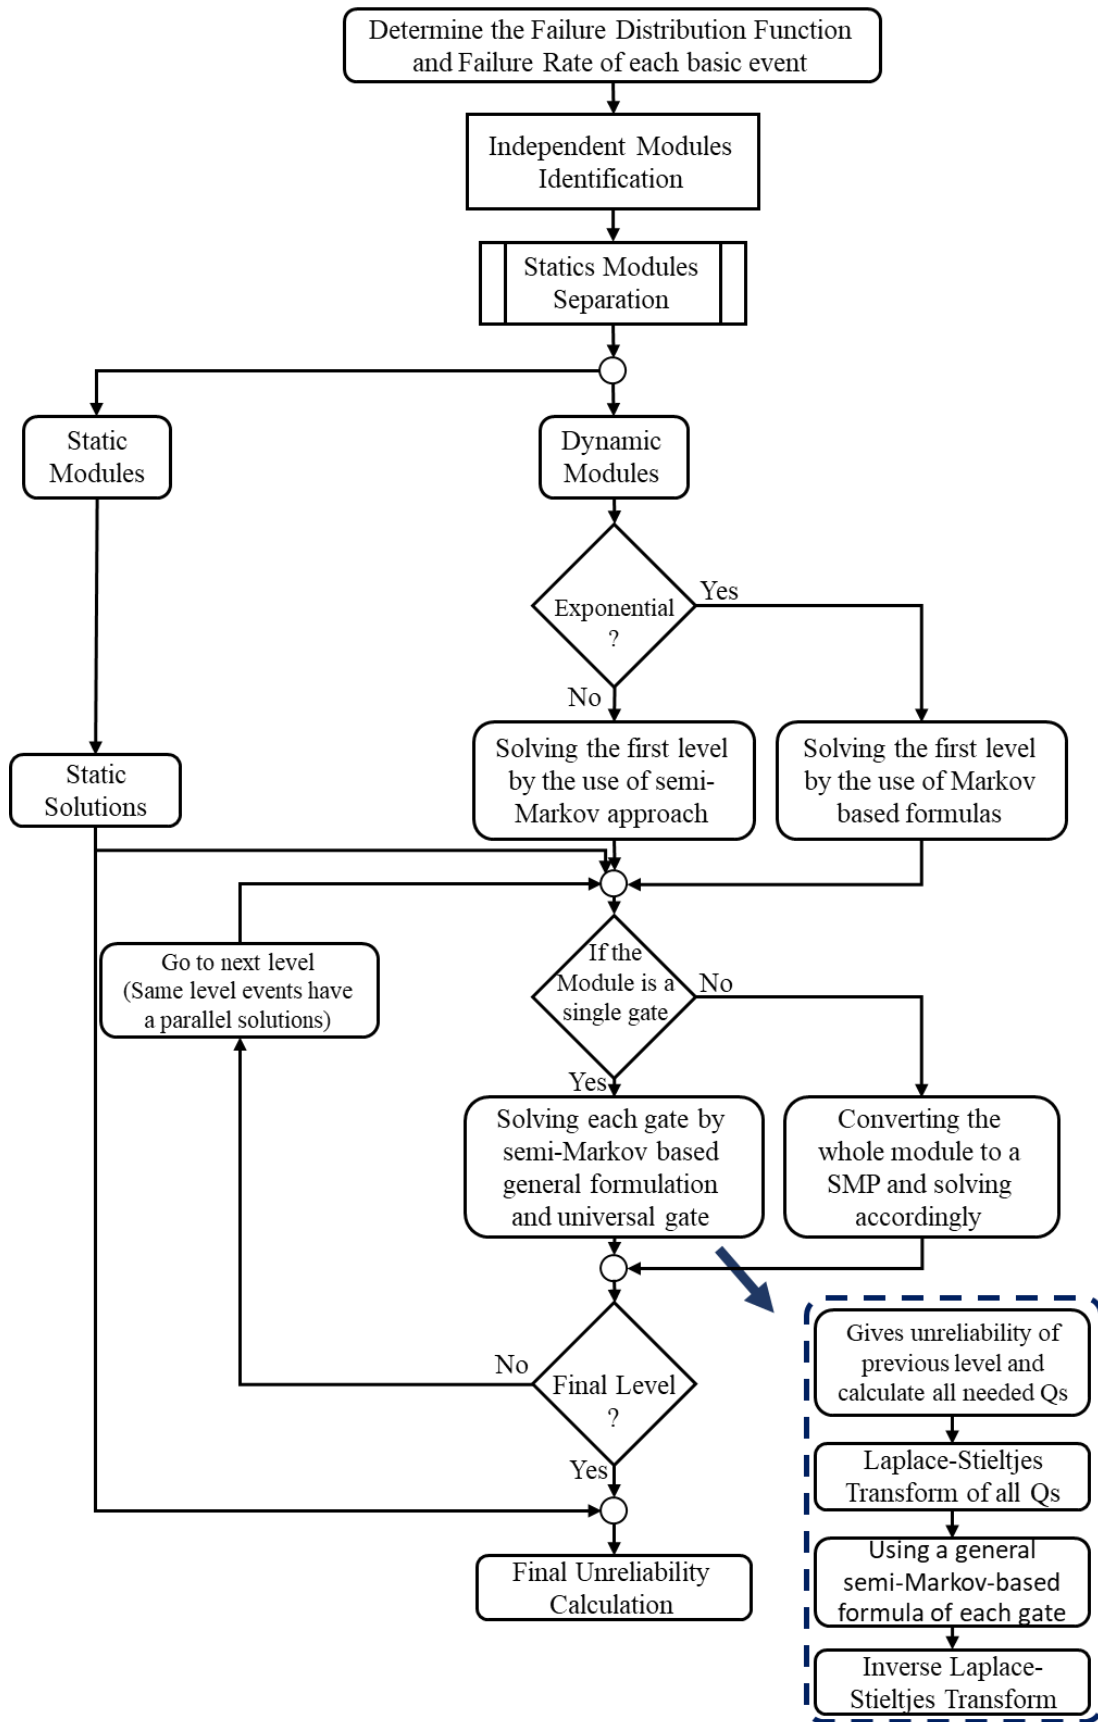 Determine the Failure Distribution Function
and Failure Rate of each basic event
Independent Modules
Identification
Statics Modules
Separation
Static
Modules
Dynamic
Modules
Exponential
?
Yes
No
Static
Solutions
Solving the first level
by the use of semi-
Markov approach
Solving the first level
by the use of Markov
based formulas
Go to next level
(Same level events have
a parallel solutions)
If the
Module is a
single gate
No
Yes
Solving each gate by
semi-Markov based
general formulation
and universal gate
Converting the
whole module to a
SMP and solving
accordingly
No
Final Level
?
Yes
Final Unreliability
Calculation
Gives unreliability of
previous level and
calculate all needed Qs
Laplace-Stieltjes
Transform of all Qs
Using a general
semi-Markov-based
formula of each gate
Inverse Laplace-
Stieltjes Transform